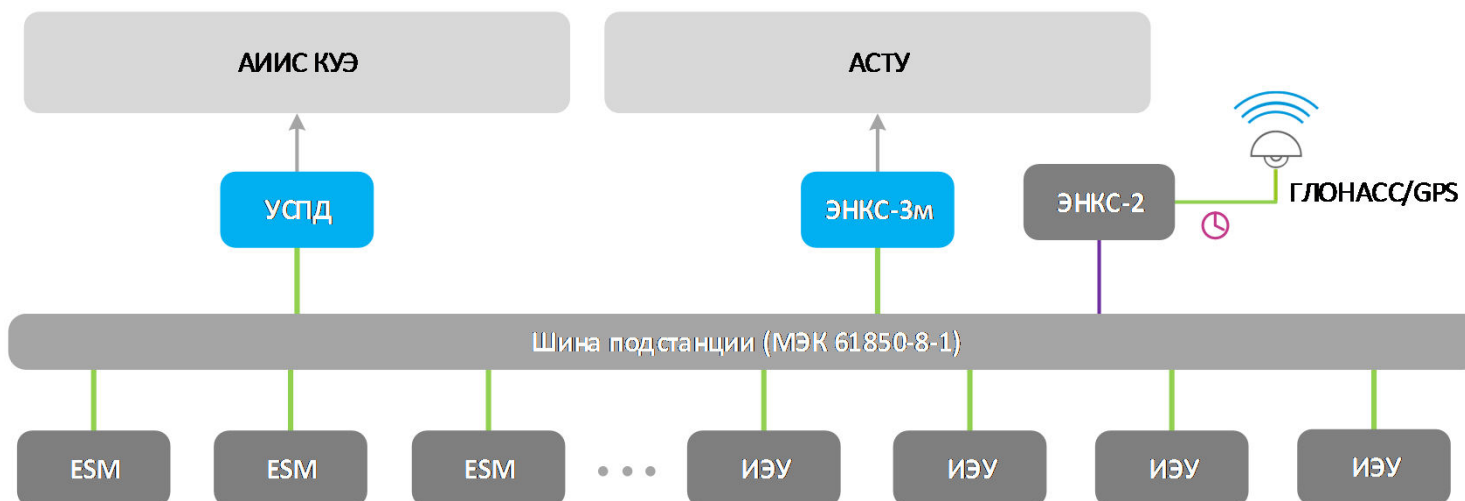 АИИС КУЭ
АСТУ
УСПД
ЭНКС-3м
ЭНКС-2
ГЛОНАСС/GPS
Шина подстанции (МЭК 61850-8-1)
ESM
ESM
ESM
ИЭУ
ИЭУ
ИЭУ
ИЭУ